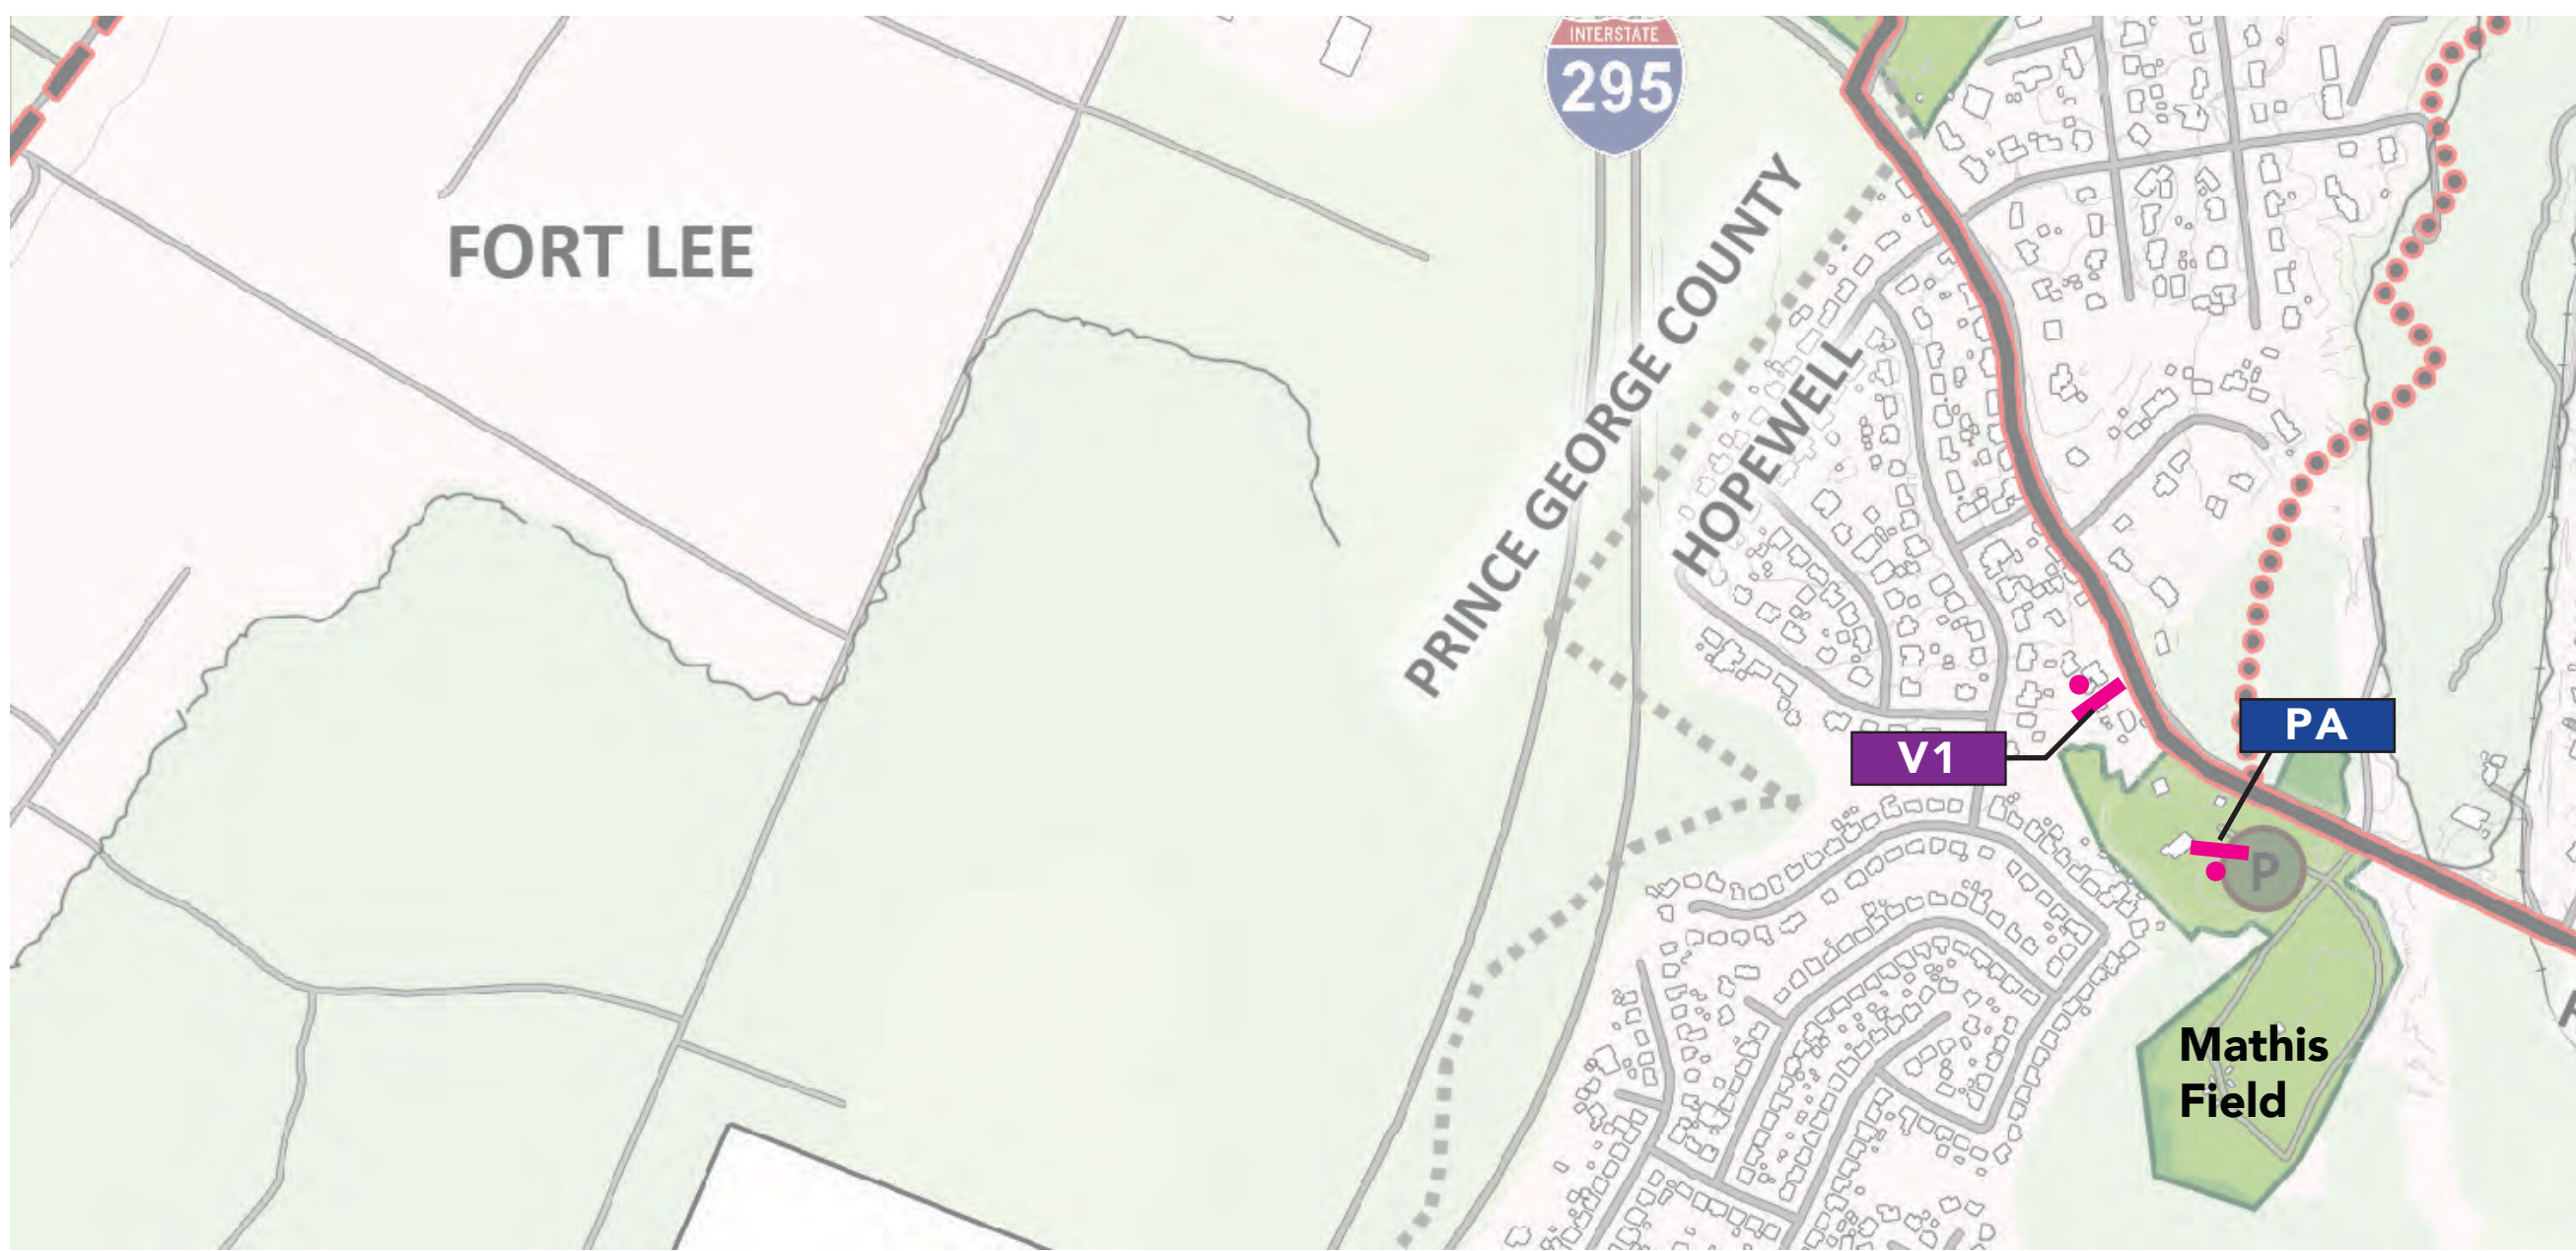 INTERSTATE
295
FORT LEE
PRINCE GEORGE COUNTY
HOPEWELL
V1
PA
P
Mathis
Field